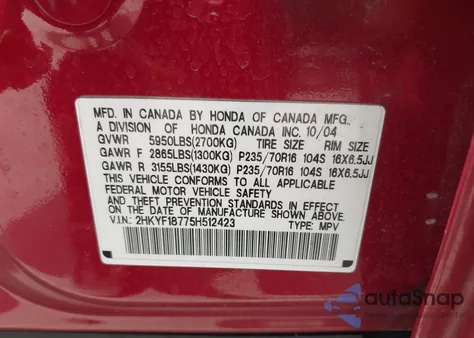 MFD. IN CANADA BY HONDA OF CANADA MFG.,
A DIVISION OF HONDA CANADA INC. 10/04
GVWR 5950LBS(2700KG) TIRE SIZE RIM SIZE
GAWR F 2865LBS(1300KG) P235/70R16 104S 16X6.5JJ
GAWR R 3155LBS(1430KG) P235/70R16 104S 16X6.5JJ
THIS VEHICLE CONFORMS TO ALL APPLICABLE
FEDERAL MOTOR VEHICLE SAFETY
AND THEFT PREVENTION STANDARDS IN EFFECT
ON THE DATE OF MANUFACTURE SHOWN ABOVE.
V.I.N.: 2HKYF18775H512423 TYPE: MPV
autoSnap